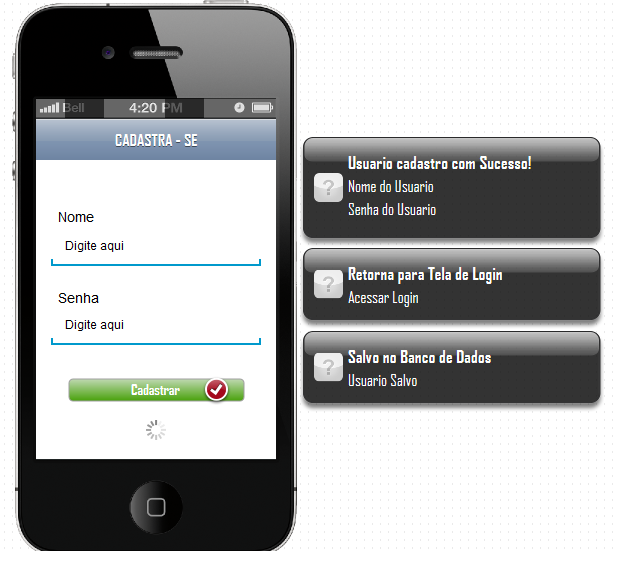 Bell 4:20 PM
CADASTRA - SE
Nome
Digite aqui
Senha
Digite aqui
Cadastrar
? Usuario cadastro com Sucesso!
Nome do Usuario
Senha do Usuario
? Retorna para Tela de Login
Acessar Login
? Salvo no Banco de Dados
Usuario Salvo